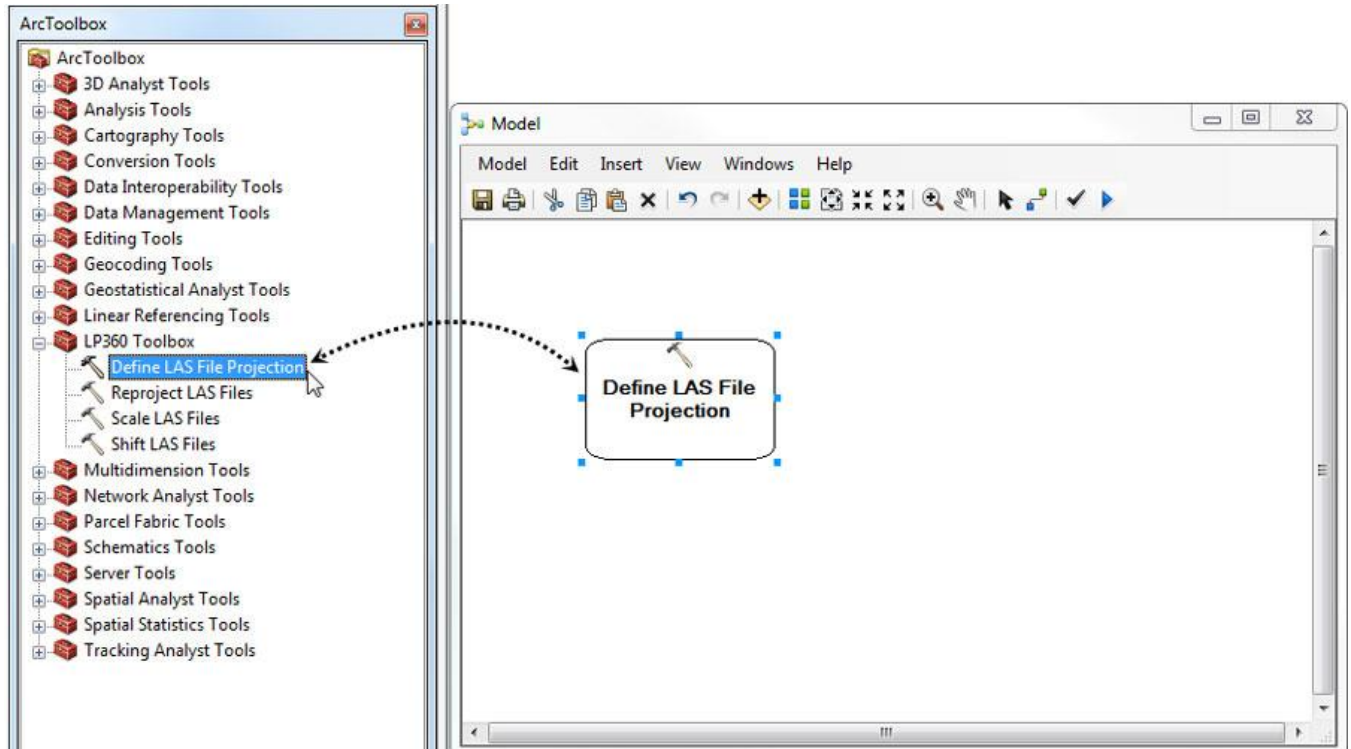 ArcToolbox
ArcToolbox
3D Analyst Tools
Analysis Tools
Cartography Tools
Conversion Tools
Data Interoperability Tools
Data Management Tools
Editing Tools
Geocoding Tools
Geostatistical Analyst Tools
Linear Referencing Tools
LP360 Toolbox
Define LAS File Projection
Reproject LAS Files
Scale LAS Files
Shift LAS Files
Multidimension Tools
Network Analyst Tools
Parcel Fabric Tools
Schematics Tools
Server Tools
Spatial Analyst Tools
Spatial Statistics Tools
Tracking Analyst Tools
Model
Model Edit Insert View Windows Help
Define LAS File
Projection